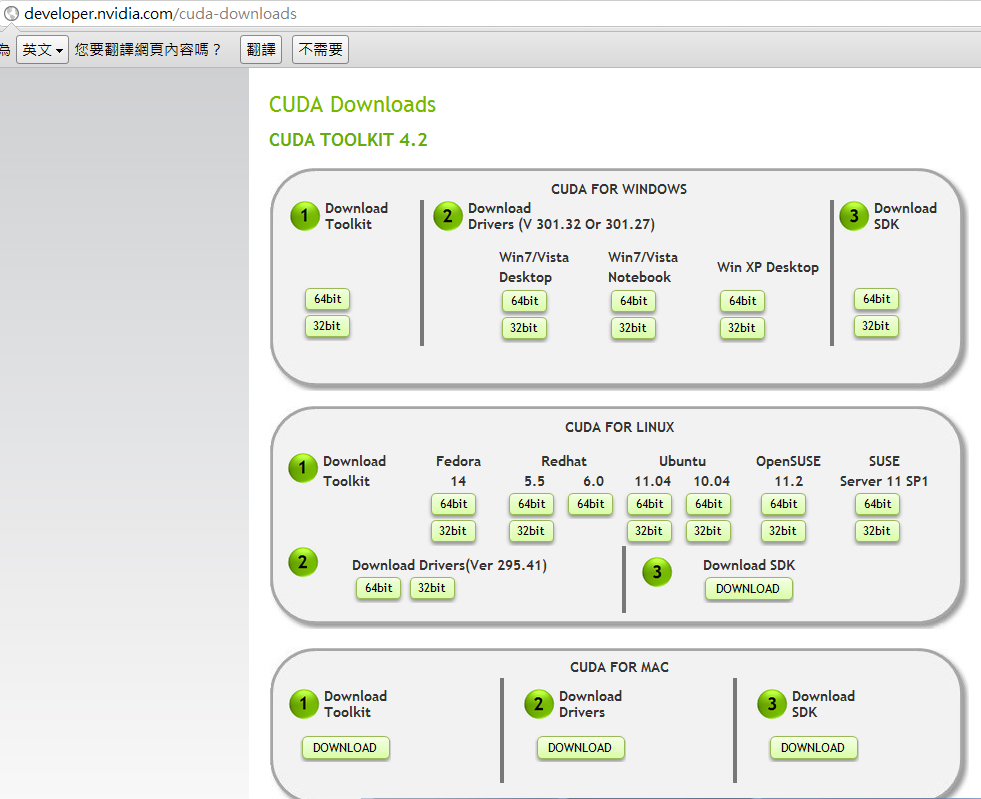 developer.nvidia.com/cuda-downloads
為 英文 您要翻譯網頁內容嗎？ 翻譯 不需要
CUDA Downloads
CUDA TOOLKIT 4.2
CUDA FOR WINDOWS
1 Download Toolkit
64bit
32bit
2 Download
Drivers (V 301.32 Or 301.27)
Win7/Vista Desktop
64bit
32bit
Win7/Vista Notebook
64bit
32bit
Win XP Desktop
64bit
32bit
3 Download SDK
64bit
32bit
CUDA FOR LINUX
1 Download Toolkit
Fedora Redhat Ubuntu OpenSUSE SUSE
14 5.5 6.0 11.04 10.04 11.2 Server 11 SP1
64bit 64bit 64bit 64bit 64bit 64bit 64bit
32bit 32bit 32bit 32bit 32bit 32bit
2 Download Drivers(Ver 295.41)
64bit 32bit
3 Download SDK
DOWNLOAD
CUDA FOR MAC
1 Download Toolkit
DOWNLOAD
2 Download Drivers
DOWNLOAD
3 Download SDK
DOWNLOAD